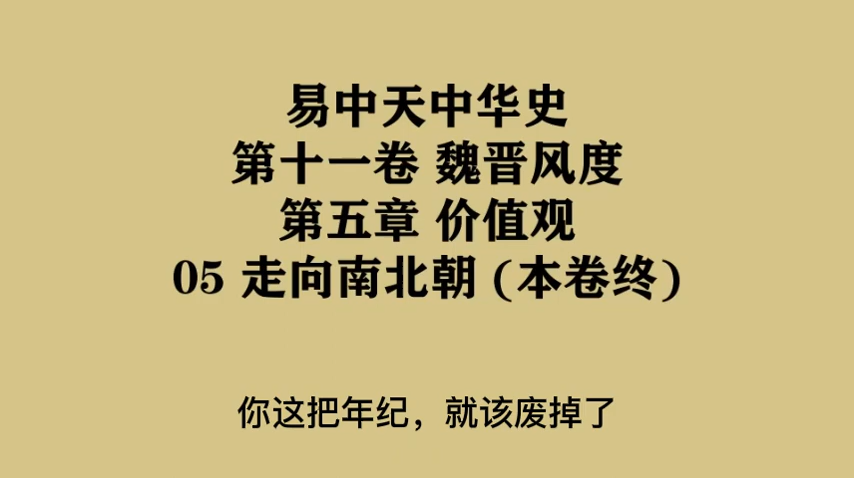 易中天中华史
第十一卷 魏晋风度
第五章 价值观
05 走向南北朝 (本卷终)
你这把年纪，就该废掉了